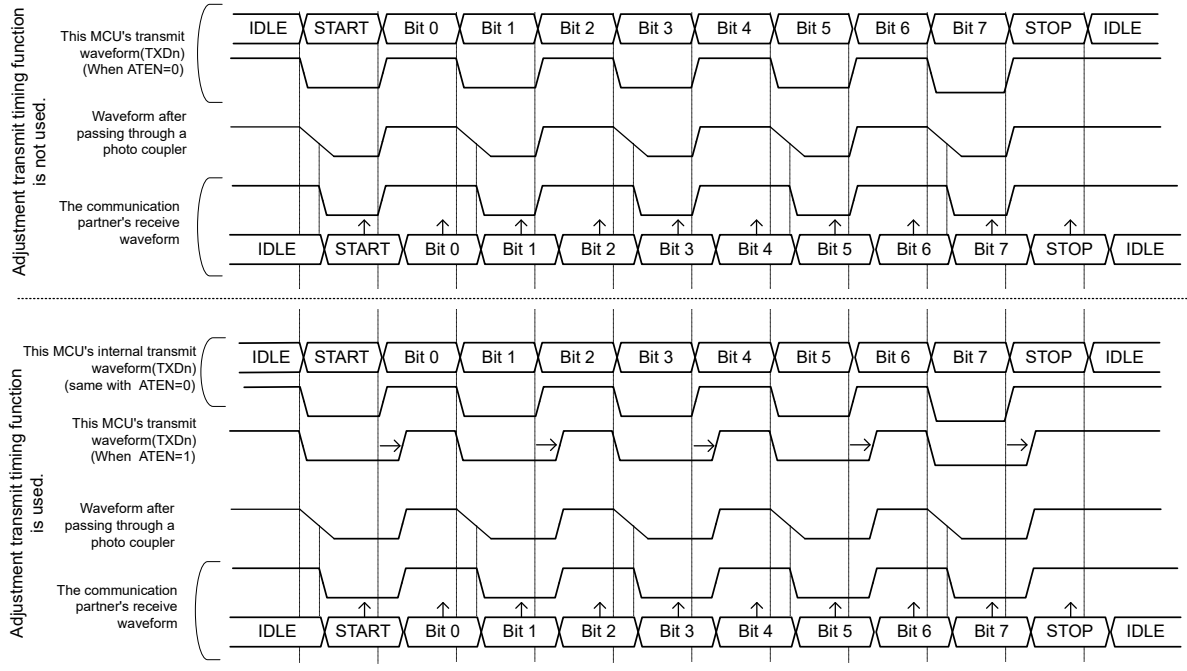 Adjustment transmit timing function
is not used.
This MCU's transmit
waveform(TXDn)
(When ATEN=0)
IDLE START Bit 0 Bit 1 Bit 2 Bit 3 Bit 4 Bit 5 Bit 6 Bit 7 STOP IDLE
Waveform after
passing through a
photo coupler
The communication
partner's receive
waveform
IDLE START Bit 0 Bit 1 Bit 2 Bit 3 Bit 4 Bit 5 Bit 6 Bit 7 STOP IDLE
Adjustment transmit timing function
is used.
This MCU's internal transmit
waveform(TXDn)
(same with ATEN=0)
IDLE START Bit 0 Bit 1 Bit 2 Bit 3 Bit 4 Bit 5 Bit 6 Bit 7 STOP IDLE
This MCU's transmit
waveform(TXDn)
(When ATEN=1)
Waveform after
passing through a
photo coupler
The communication
partner's receive
waveform
IDLE START Bit 0 Bit 1 Bit 2 Bit 3 Bit 4 Bit 5 Bit 6 Bit 7 STOP IDLE